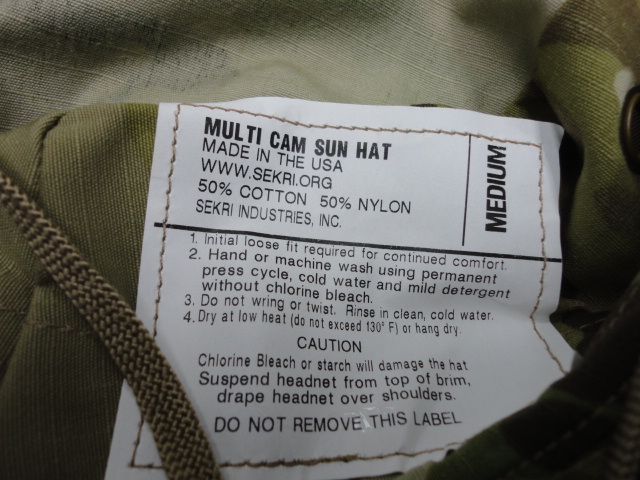 MULTI CAM SUN HAT
MADE IN THE USA
WWW.SEKRI.ORG
50% COTTON 50% NYLON
SEKRI INDUSTRIES, INC.
MEDIUM
1. Initial loose fit required for continued comfort.
2. Hand or machine wash using permanent
press cycle, cold water and mild detergent
without chlorine bleach.
3. Do not wring or twist. Rinse in clean, cold water.
4. Dry at low heat (do not exceed 130° F) or hang dry.
CAUTION
Chlorine Bleach or starch will damage the hat.
Suspend headnet from top of brim,
drape headnet over shoulders.
DO NOT REMOVE THIS LABEL